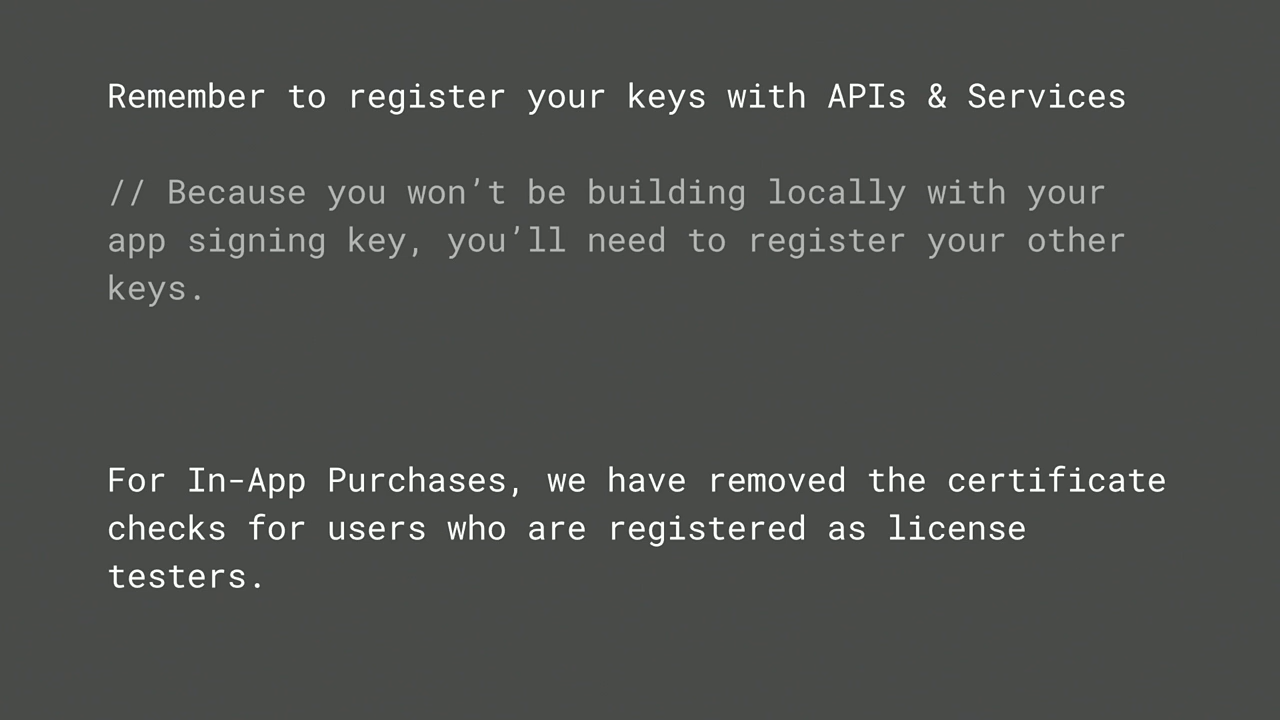 Remember to register your keys with APIs & Services
// Because you won’t be building locally with your
app signing key, you’ll need to register your other
keys.
For In-App Purchases, we have removed the certificate
checks for users who are registered as license
testers.